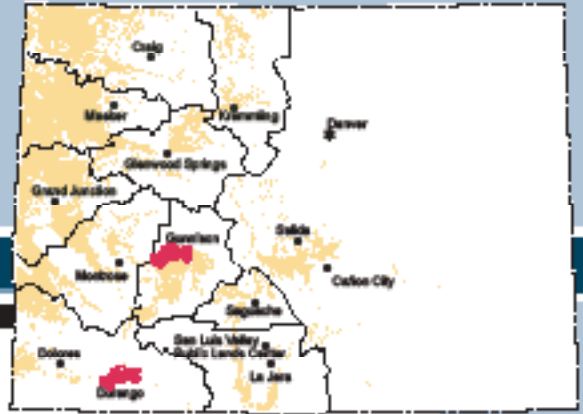 Craig
Meeker
Kremmling
Denver
Glenwood Springs
Grand Junction
Gunnison
Salida
Montrose
Cañon City
Saguache
San Luis Valley
Public Lands Center
Dolores
La Jara
Durango